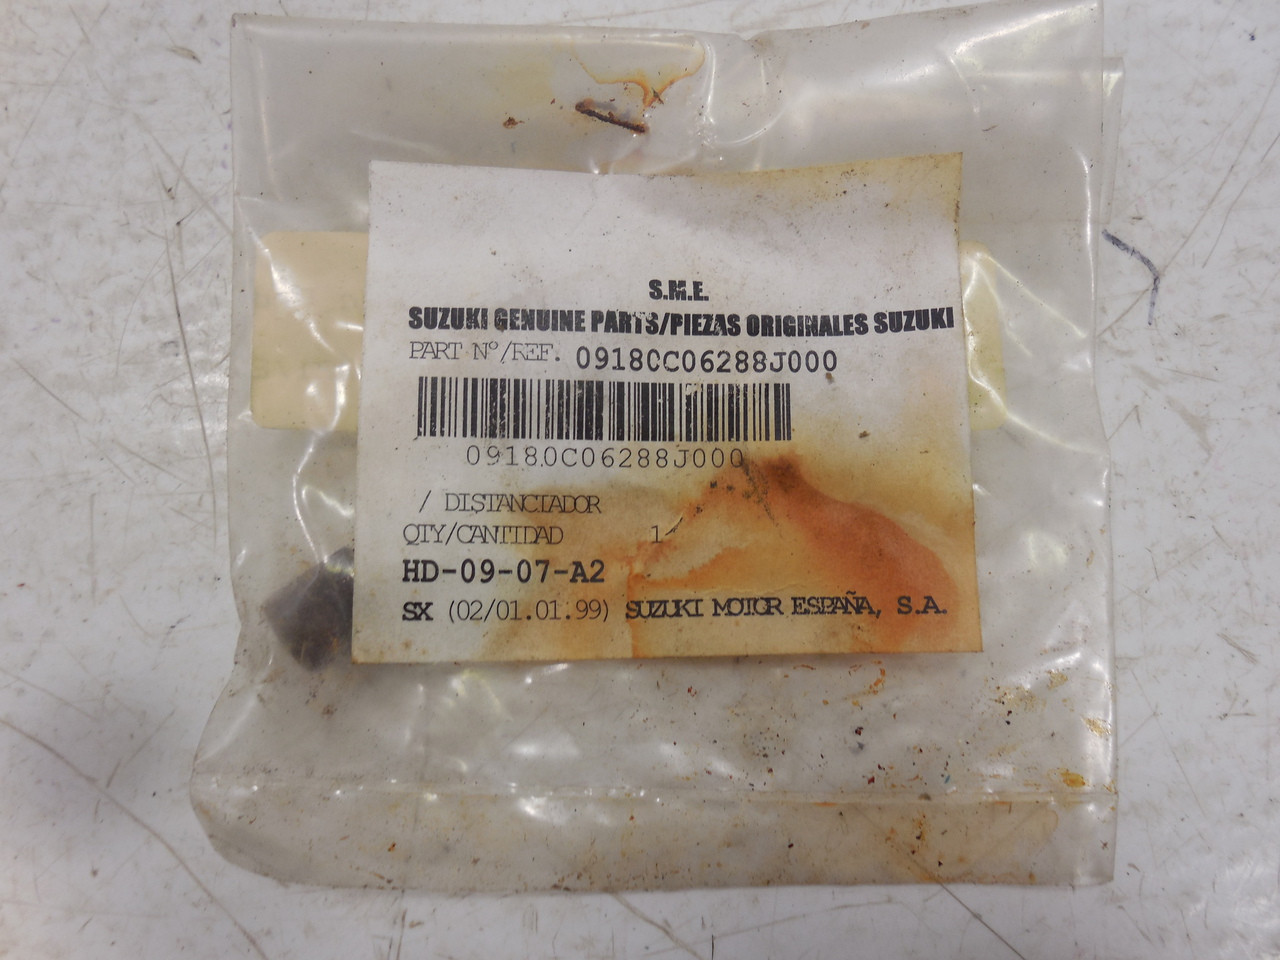 S.M.E.
SUZUKI GENUINE PARTS/PIEZAS ORIGINALES SUZUKI
PART Nº/REF. 09180C06288J000
09180C06288J000
/ DISTANCIADOR
QTY/CANTIDAD 1
HD-09-07-A2
SX (02/01.01.99) SUZUKI MOTOR ESPAÑA, S.A.